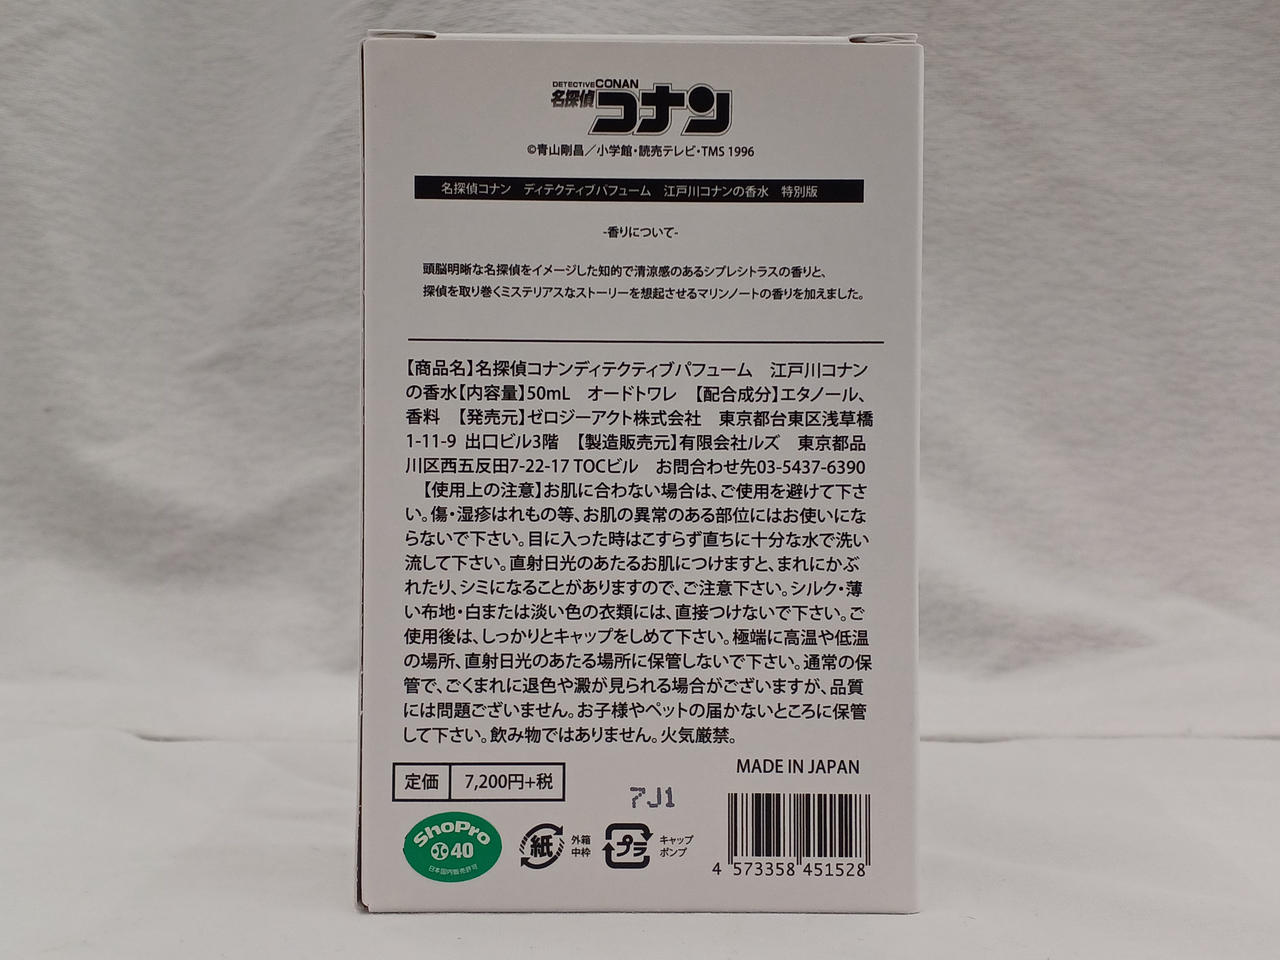 DETECTIVE CONAN
名探偵コナン
©青山剛昌／小学館・読売テレビ・TMS 1996
名探偵コナン　ディテクティブパフューム　江戸川コナンの香水　特別版
-香りについて-
頭脳明晰な名探偵をイメージした知的で清涼感のあるシプレシトラスの香りと、
探偵を取り巻くミステリアスなストーリーを想起させるマリンノートの香りを加えました。
【商品名】名探偵コナンディテクティブパフューム　江戸川コナン
の香水【内容量】50mL　オードトワレ　【配合成分】エタノール、
香料　【発売元】ゼロジーアクト株式会社　東京都台東区浅草橋
1-11-9 出口ビル3階　【製造販売元】有限会社ルズ　東京都品
川区西五反田7-22-17 TOCビル　お問合わせ先03-5437-6390
【使用上の注意】お肌に合わない場合は、ご使用を避けて下さ
い。傷・湿疹はれもの等、お肌の異常のある部位にはお使いにな
らないで下さい。目に入った時はこすらず直ちに十分な水で洗い
流して下さい。直射日光のあたるお肌につけますと、まれにかぶ
れたり、シミになることがありますので、ご注意下さい。シルク・薄
い布地・白または淡い色の衣類には、直接つけないで下さい。ご
使用後は、しっかりとキャップをしめて下さい。極端に高温や低温
の場所、直射日光のあたる場所に保管しないで下さい。通常の保
管で、ごくまれに退色や澱が見られる場合がございますが、品質
には問題ございません。お子様やペットの届かないところに保管
して下さい。飲み物ではありません。火気厳禁。
MADE IN JAPAN
定価 7,200円+税
7J1
ShoPro
40
日本国内販売許可
紙 外箱
中枠
プラ キャップ
ポンプ
4 573358 451528